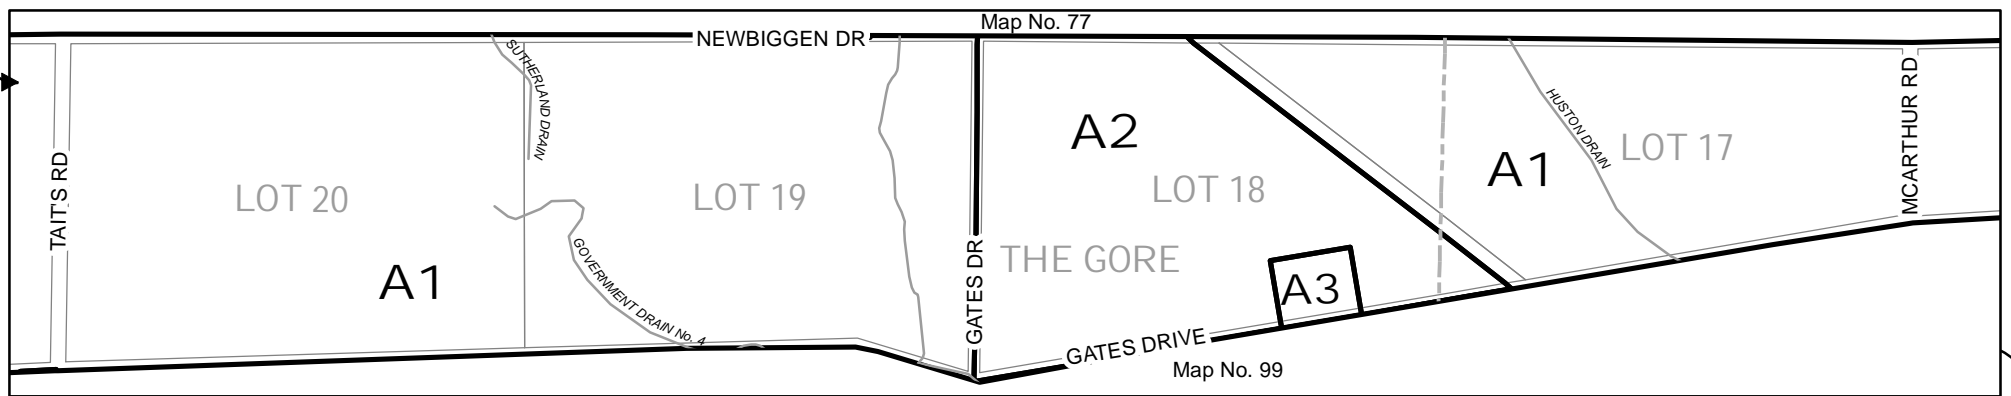 Map No. 77
NEWBIGGEN DR
SUTHERLAND DRAIN
TAIT'S RD
LOT 20
LOT 19
A1
GOVERNMENT DRAIN No. 4
GATES DR
A2
LOT 18
THE GORE
A3
A1
HUSTON DRAIN
LOT 17
MCARTHUR RD
GATES DRIVE
Map No. 99